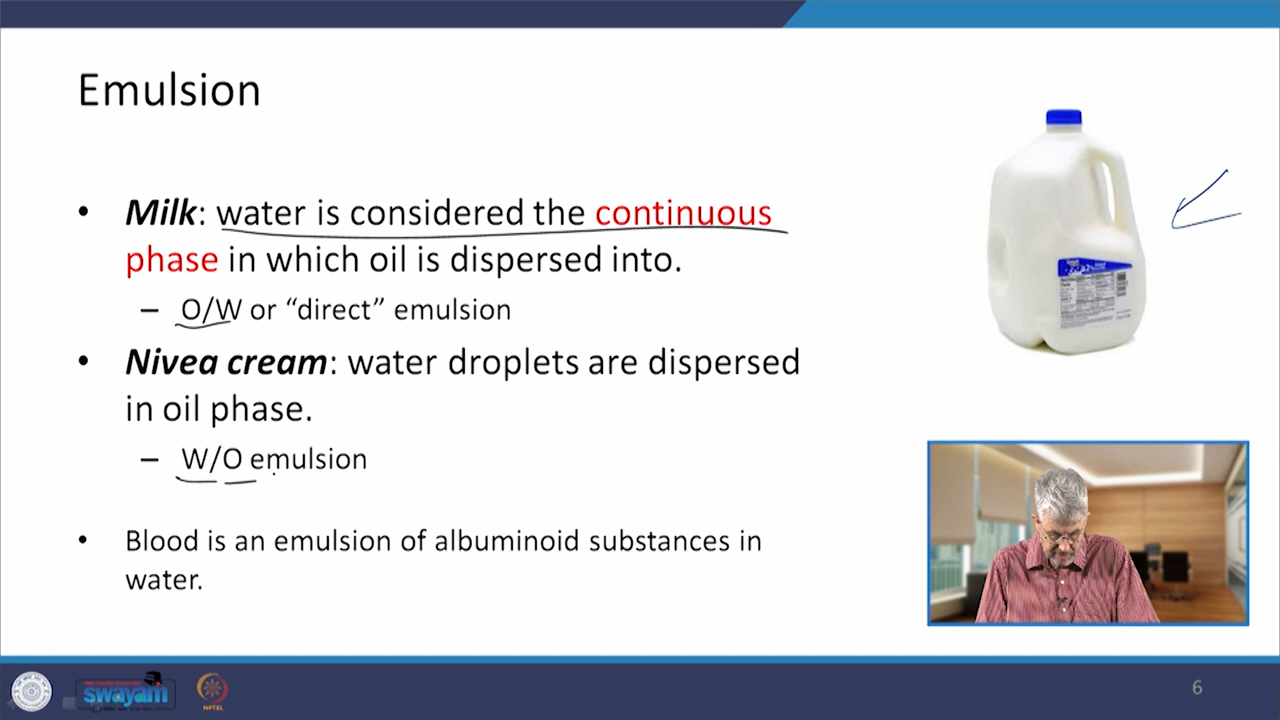 Emulsion
• Milk: water is considered the continuous
phase in which oil is dispersed into.
– O/W or “direct” emulsion
• Nivea cream: water droplets are dispersed
in oil phase.
– W/O emulsion
• Blood is an emulsion of albuminoid substances in
water.
swayam
NPTEL
6